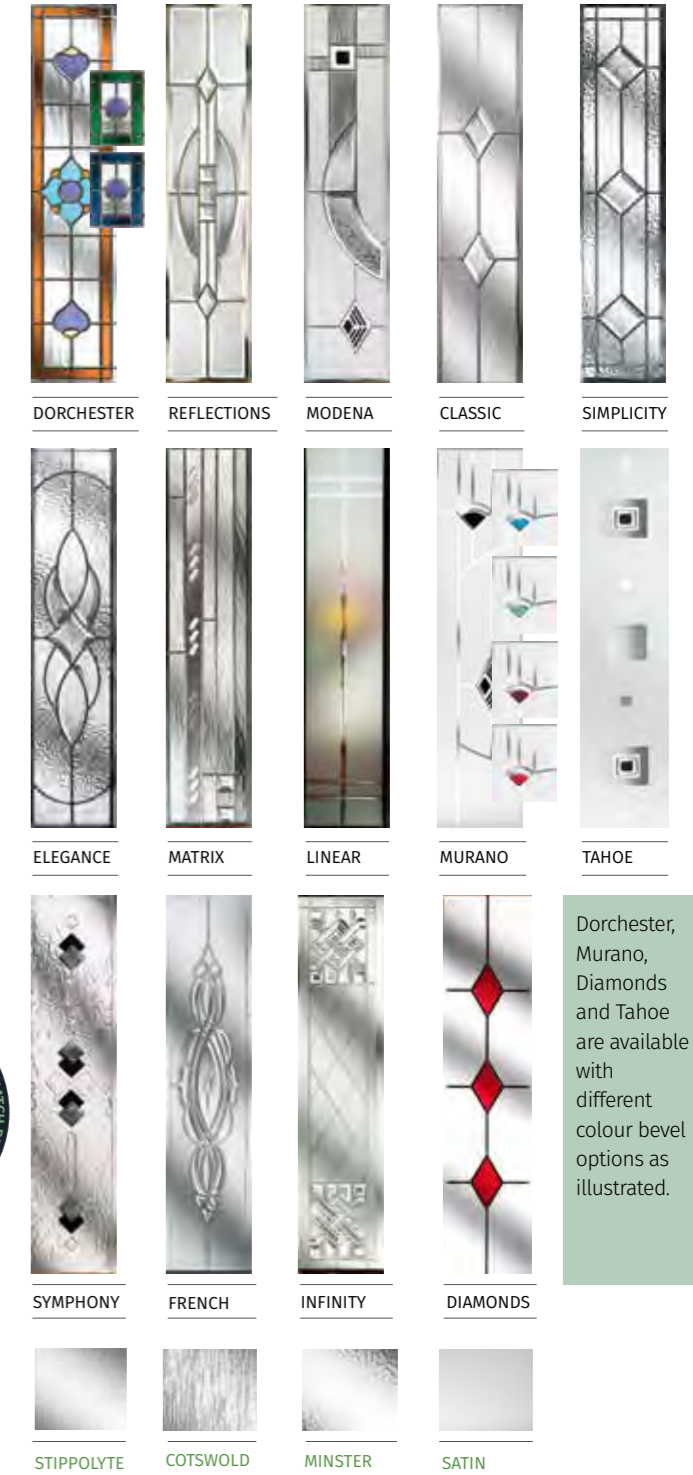 DORCHESTER
REFLECTIONS
MODENA
CLASSIC
SIMPLICITY
ELEGANCE
MATRIX
LINEAR
MURANO
TAHOE
Dorchester,
Murano,
Diamonds
and Tahoe
are available
with
different
colour bevel
options as
illustrated.
SYMPHONY
FRENCH
INFINITY
DIAMONDS
STIPPOLYTE
COTSWOLD
MINSTER
SATIN